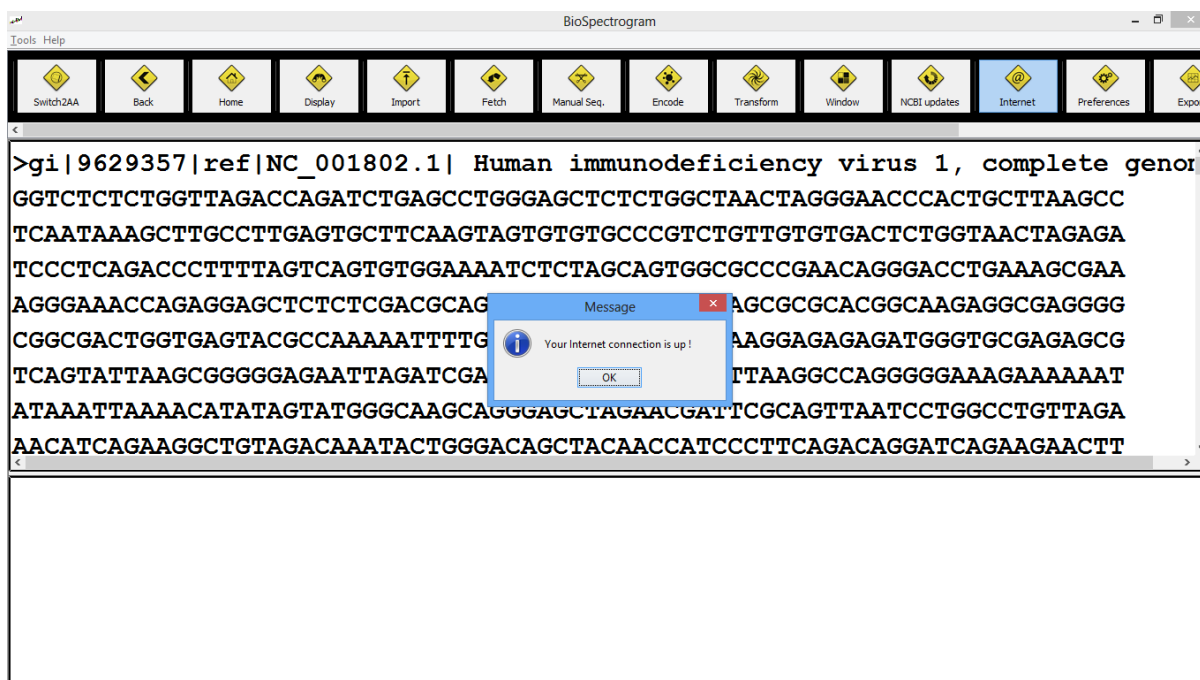 BioSpectrogram
Tools Help
Switch2AA Back Home Display Import Fetch Manual Seq. Encode Transform Window NCBI updates Internet Preferences Expo
>gi|9629357|ref|NC_001802.1| Human immunodeficiency virus 1, complete genom
GGTCTCTCTGGTTAGACCAGATCTGAGCCTGGGAGCTCTCTGGCTAACTAGGGAACCCACTGCTTAAGCC
TCAATAAAGCTTGCCTTGAGTGCTTCAAGTAGTGTGTGCCCGTCTGTTGTGTGACTCTGGTAACTAGAGA
TCCCTCAGACCCTTTTAGTCAGTGTGGAAAATCTCTAGCAGTGGCGCCCGAACAGGGACCTGAAAGCGAA
AGGGAAACCAGAGGAGCTCTCTCGACGCAG AGCGCGCACGGCAAGAGGCGAGGGG
CGGCGACTGGTGAGTACGCCAAAAATTTTG AAGGAGAGAGATGGGTGCGAGAGCG
TCAGTATTAAGCGGGGGAGAATTAGATCGA TTAAGGCCAGGGGGAAAGAAAAAAT
ATAAATTAAAACATATAGTATGGGCAAGCAGGGAGCTAGAACGATTCGCAGTTAATCCTGGCCTGTTAGA
AACATCAGAAGGCTGTAGACAAATACTGGGACAGCTACAACCATCCCTTCAGACAGGATCAGAAGAACTT
Message
Your Internet connection is up !
OK